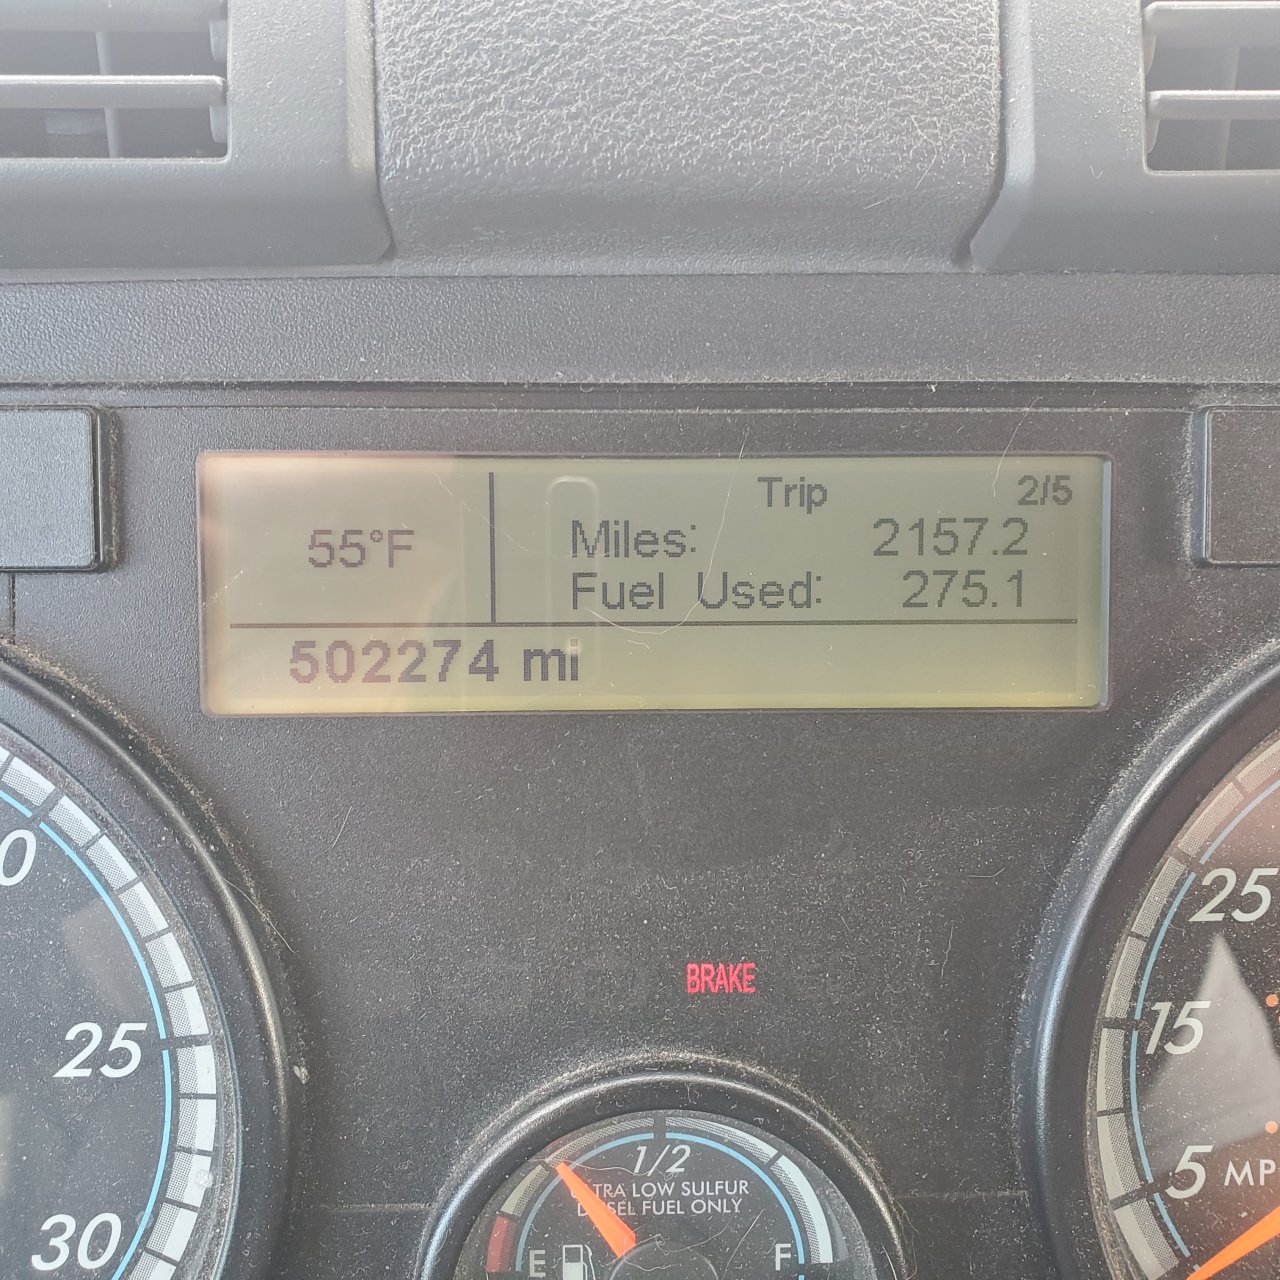 Trip 2/5
55°F
Miles: 2157.2
Fuel Used: 275.1
502274 mi
25
30
BRAKE
25
15
5 MP
1/2
LOW SULFUR
FUEL ONLY
E F